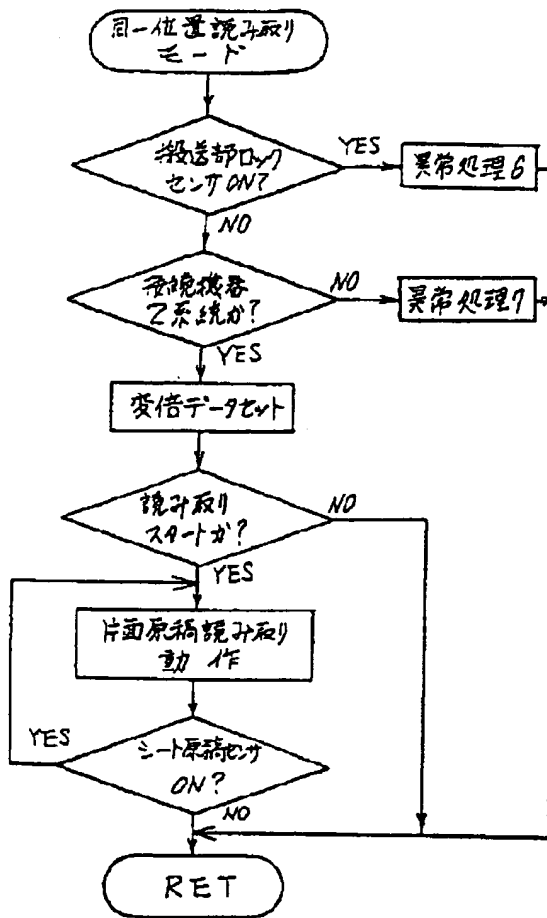 同一位置読み取り
モード
搬送部ロック
センサON?
YES
異常処理6
NO
接続機器
2系統か?
NO
異常処理7
YES
変倍データセット
読み取り
スタートか?
NO
YES
片面原稿読み取り
動作
YES
シート原稿センサ
ON?
NO
RET